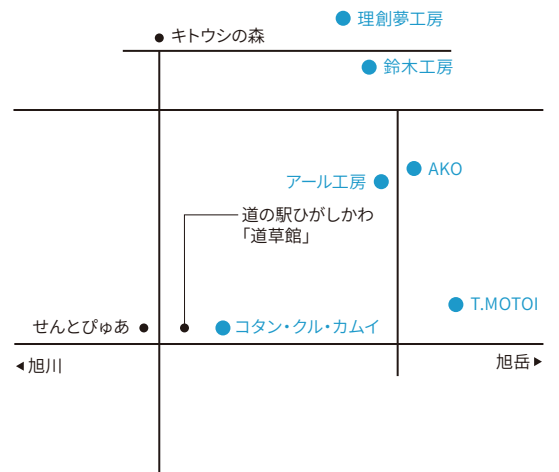 理創夢工房
キトウシの森
鈴木工房
AKO
アール工房
道の駅ひがしかわ
「道草館」
T.MOTOI
せんとぴゅあ
コタン・クル・カムイ
旭川
旭岳